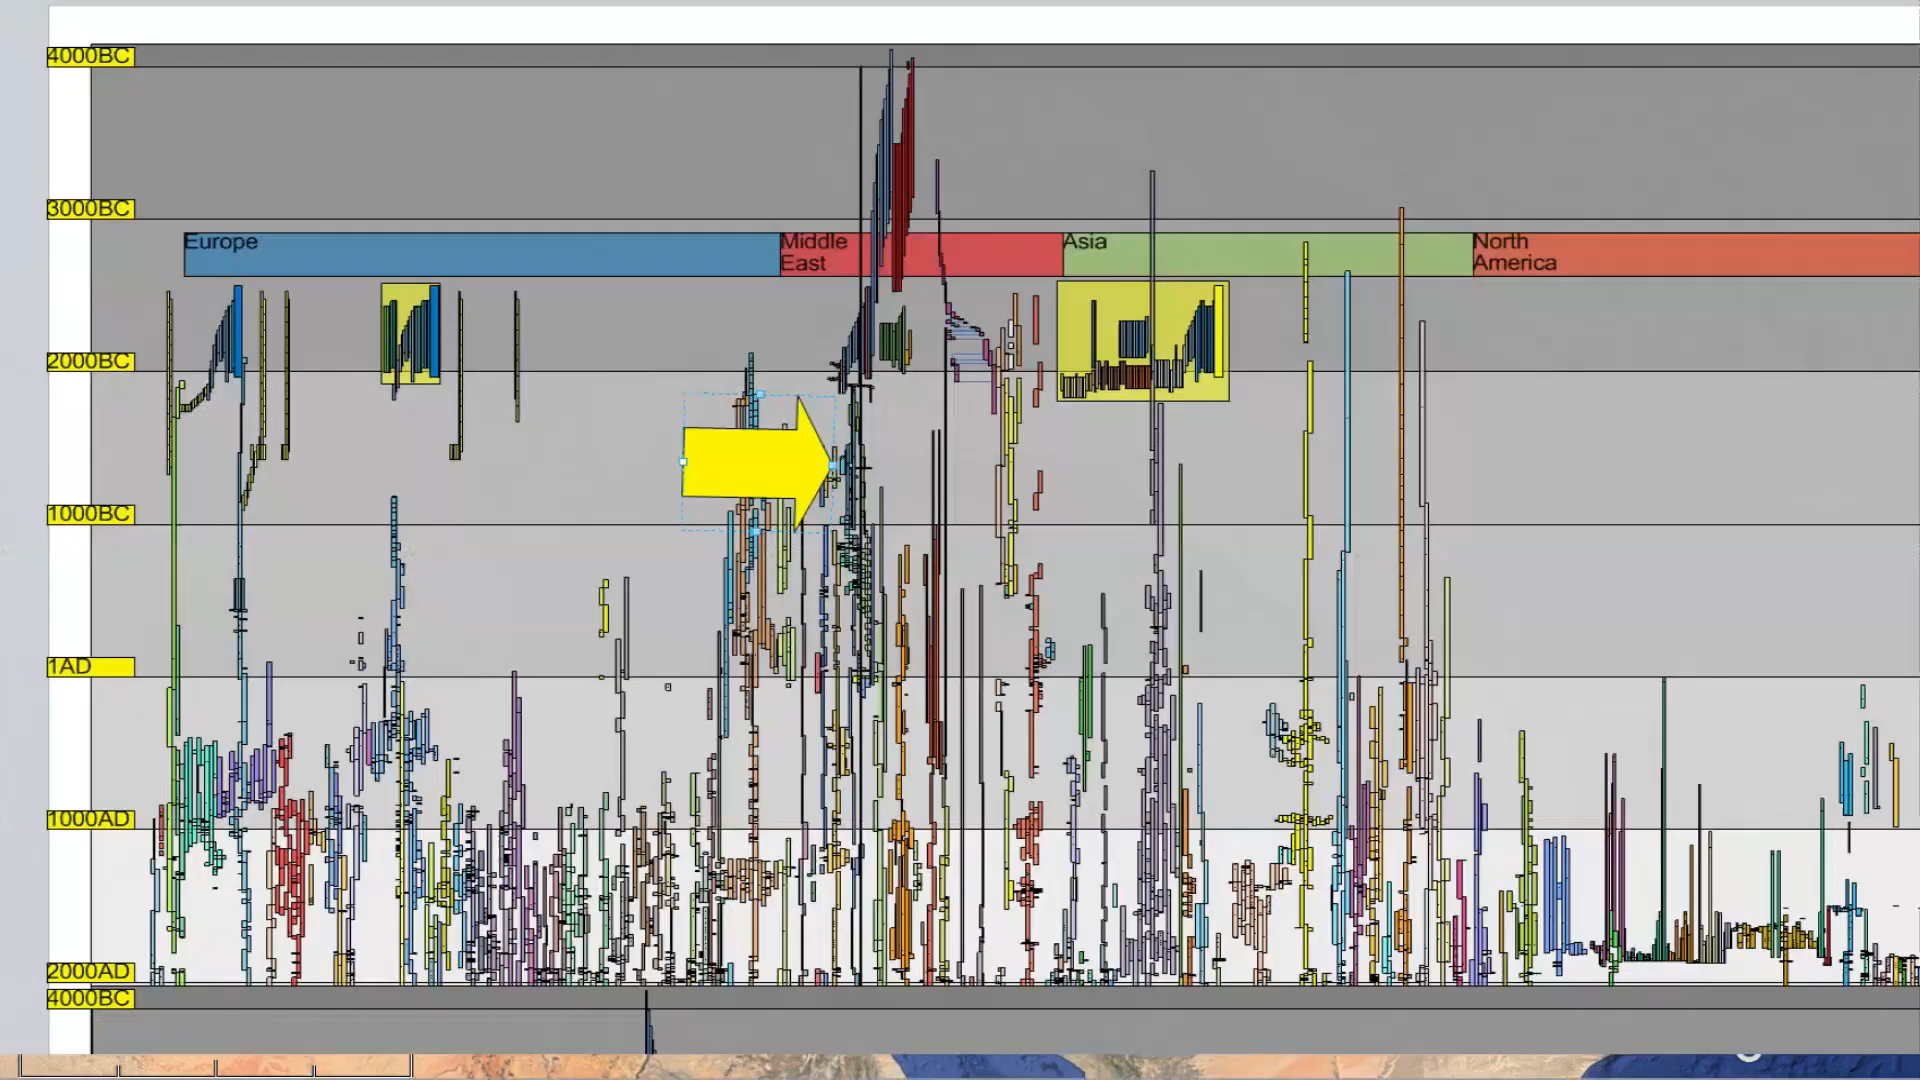 4000BC
3000BC
Europe
Middle
East
Asia
North
America
2000BC
1000BC
1AD
1000AD
2000AD
4000BC